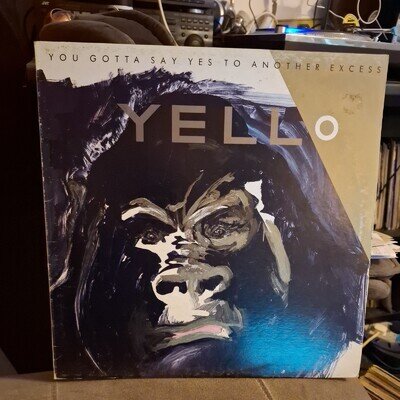 YOU GOTTA SAY YES TO ANOTHER EXCESS
YELLO